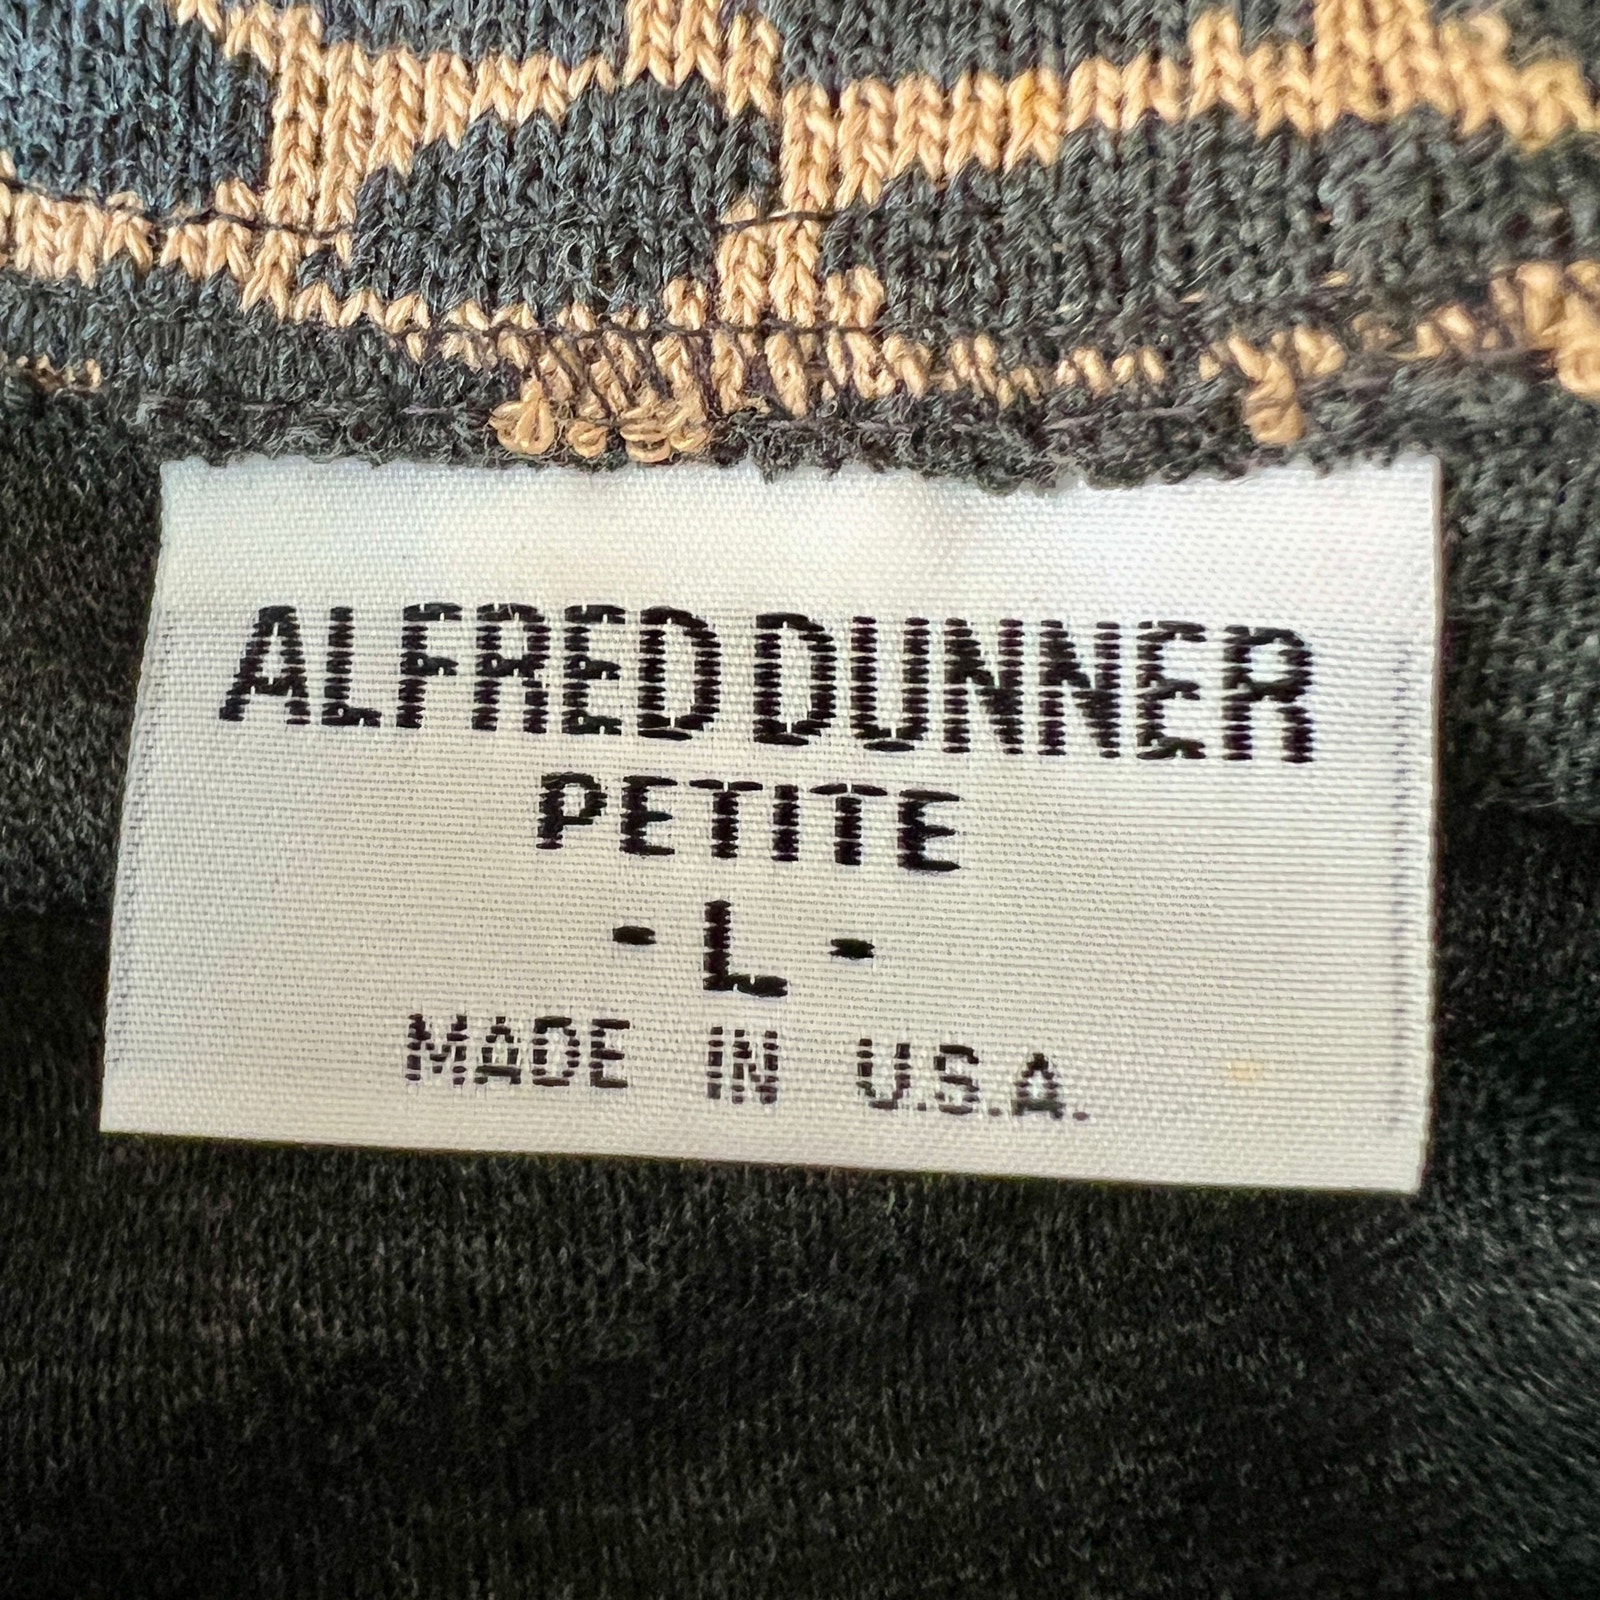 ALFRED DUNNER
PETITE
- L -
MADE IN U.S.A.